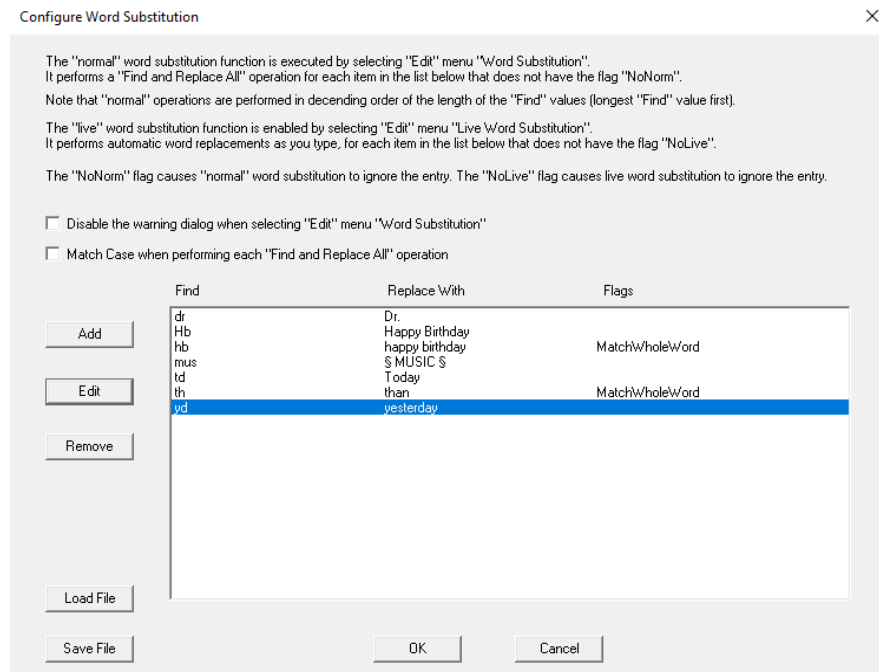 Configure Word Substitution
The "normal" word substitution function is executed by selecting "Edit" menu "Word Substitution".
It performs a "Find and Replace All" operation for each item in the list below that does not have the flag "NoNorm".
Note that "normal" operations are performed in decending order of the length of the "Find" values (longest "Find" value first).
The "live" word substitution function is enabled by selecting "Edit" menu "Live Word Substitution".
It performs automatic word replacements as you type, for each item in the list below that does not have the flag "NoLive".
The "NoNorm" flag causes "normal" word substitution to ignore the entry. The "NoLive" flag causes live word substitution to ignore the entry.
Disable the warning dialog when selecting "Edit" menu "Word Substitution"
Match Case when performing each "Find and Replace All" operation
Find Replace With Flags
dr Dr.
Hb Happy Birthday
hb happy birthday MatchWholeWord
mus § MUSIC §
td Today
th than MatchWholeWord
yd yesterday
Add
Edit
Remove
Load File
Save File OK Cancel